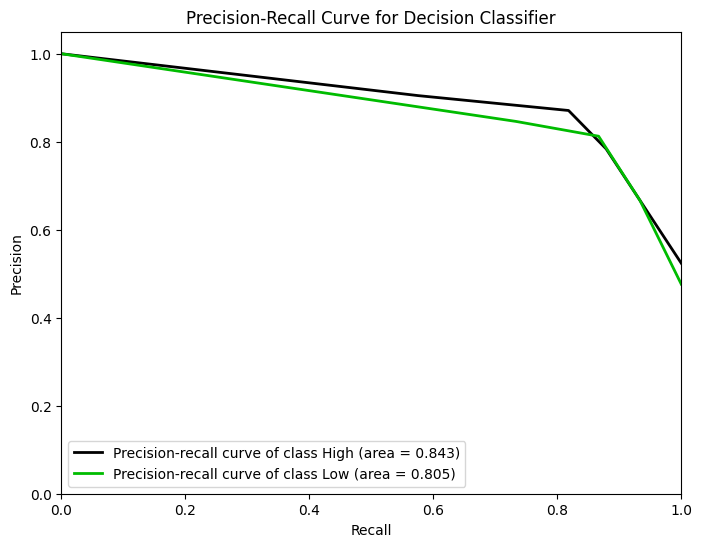 Precision-Recall Curve for Decision Classifier
1.0
0.8
0.6
0.4
0.2
0.0
Precision
Precision-recall curve of class High (area = 0.843)
Precision-recall curve of class Low (area = 0.805)
0.0 0.2 0.4 0.6 0.8 1.0
Recall